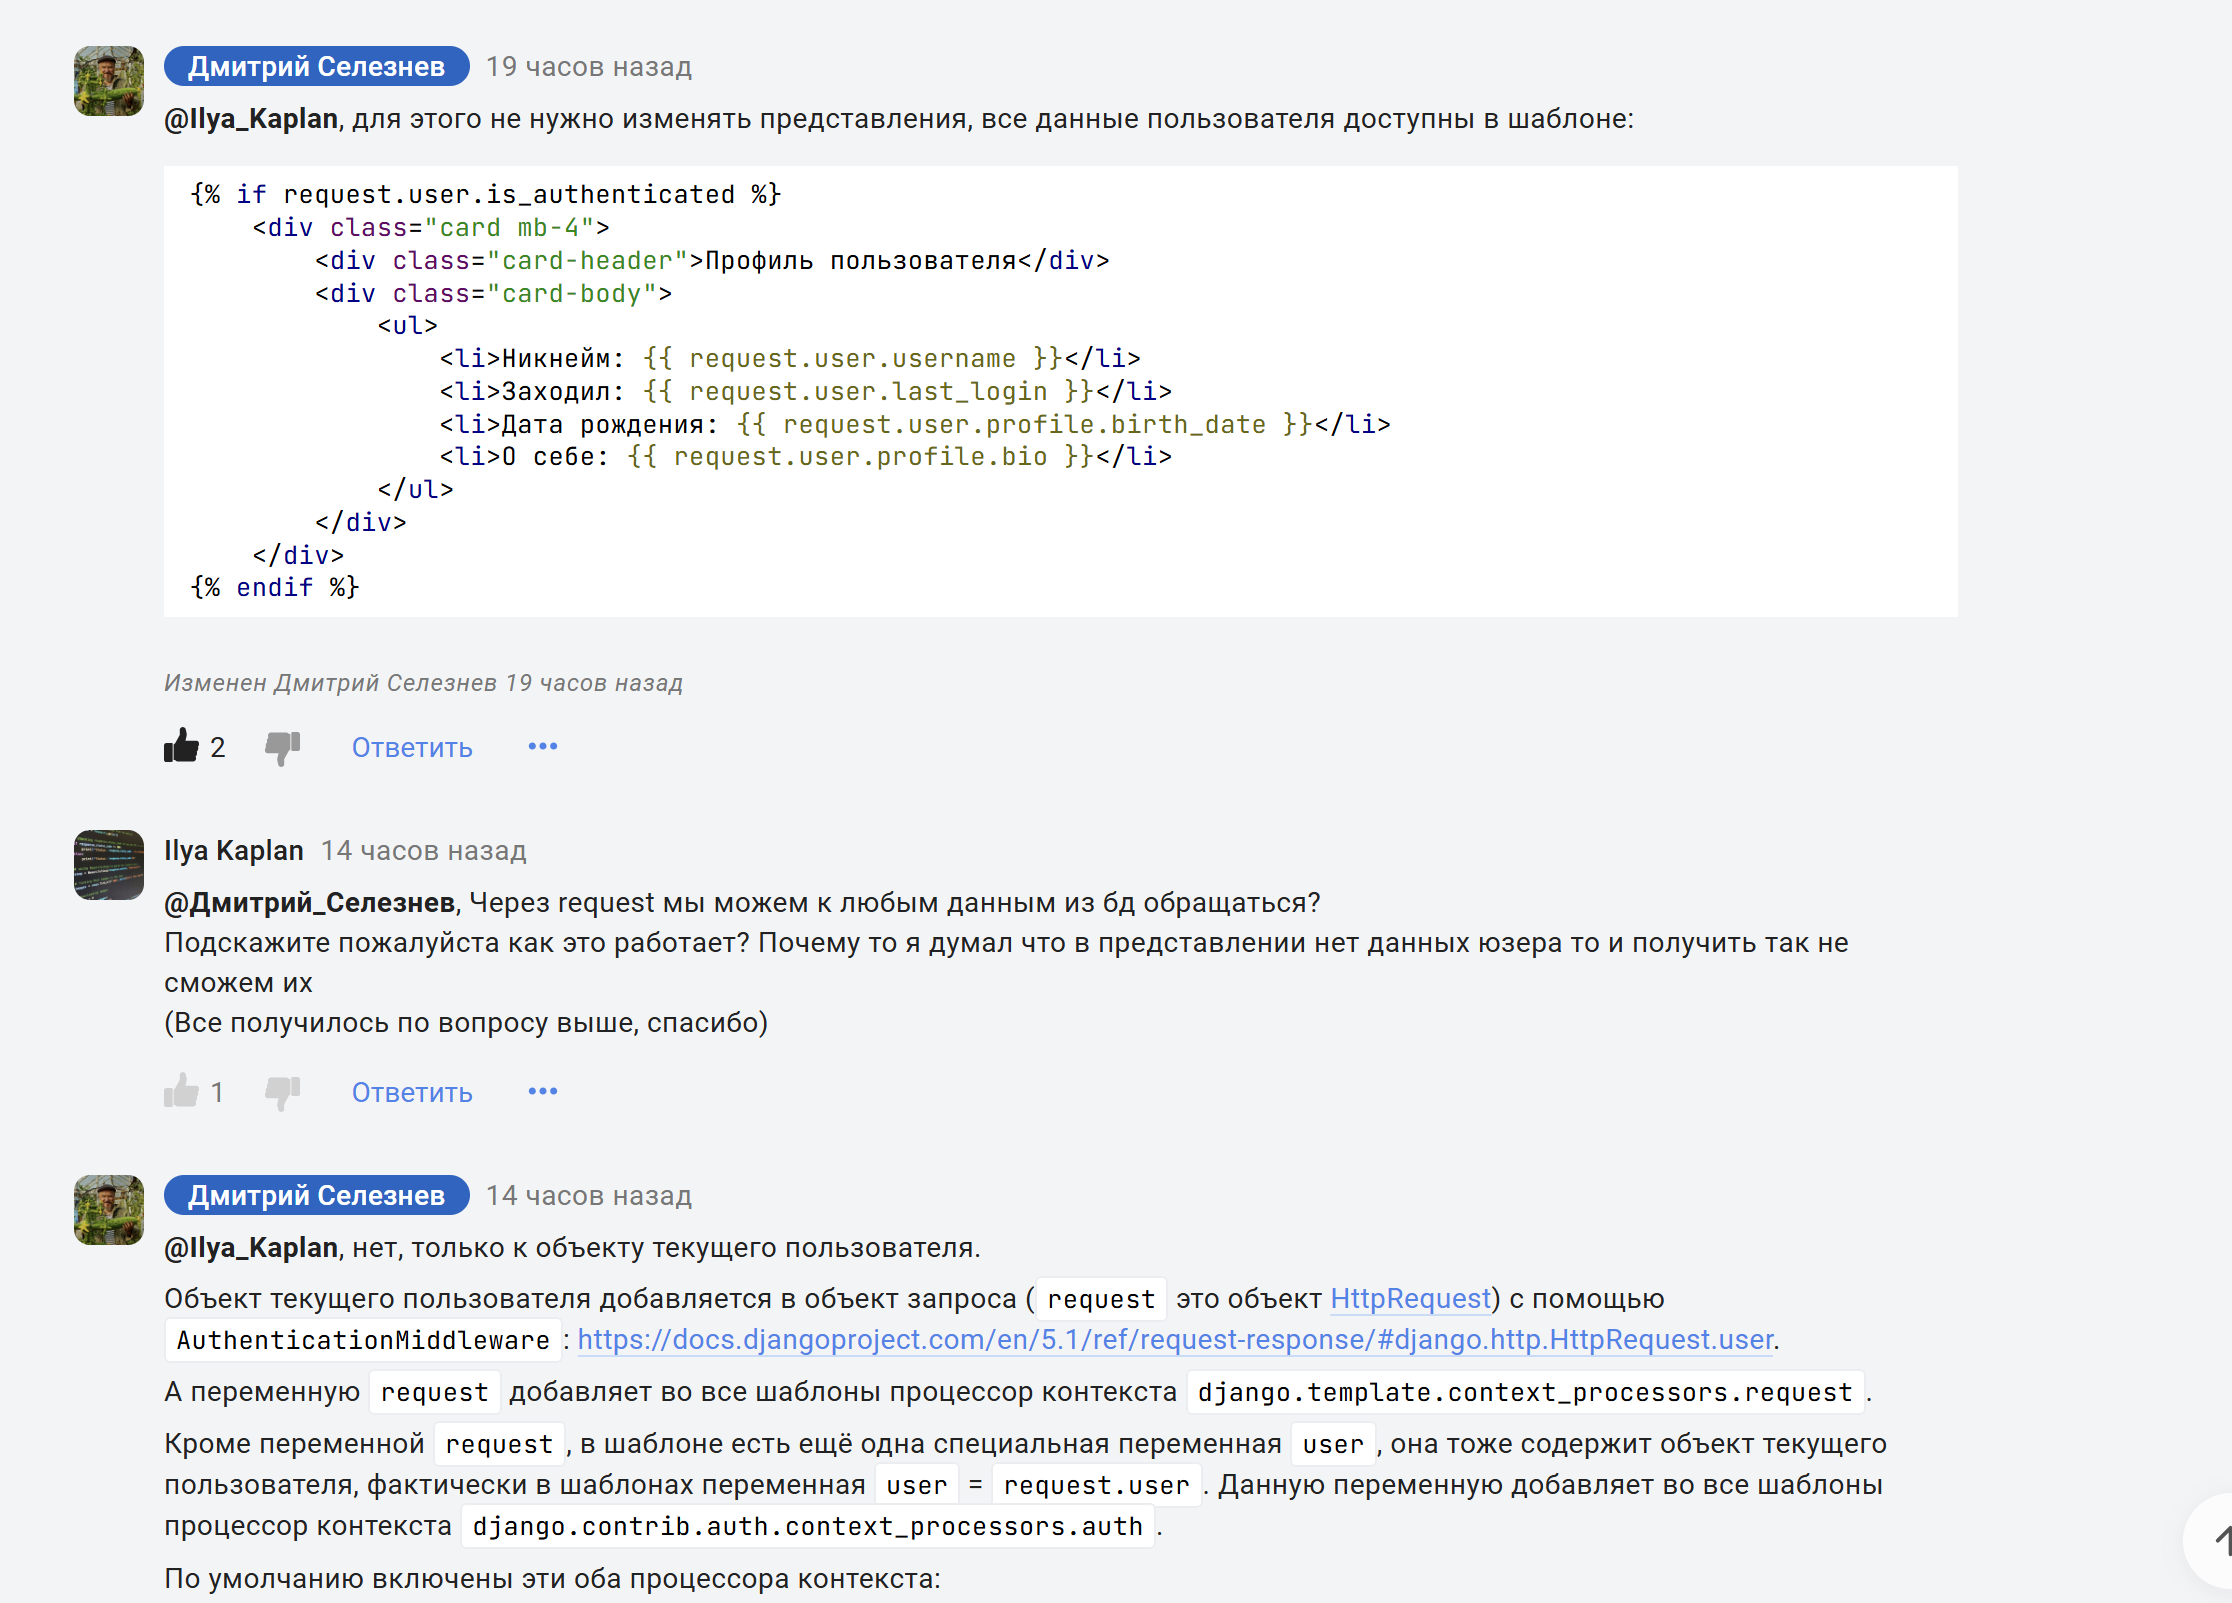 Дмитрий Селезнев 19 часов назад
@Ilya_Kaplan, для этого не нужно изменять представления, все данные пользователя доступны в шаблоне:
{% if request.user.is_authenticated %}
    <div class="card mb-4">
        <div class="card-header">Профиль пользователя</div>
        <div class="card-body">
            <ul>
                <li>Никнейм: {{ request.user.username }}</li>
                <li>Заходил: {{ request.user.last_login }}</li>
                <li>Дата рождения: {{ request.user.profile.birth_date }}</li>
                <li>О себе: {{ request.user.profile.bio }}</li>
            </ul>
        </div>
    </div>
{% endif %}
Изменен Дмитрий Селезнев 19 часов назад
2 Ответить
Ilya Kaplan 14 часов назад
@Дмитрий_Селезнев, Через request мы можем к любым данным из бд обращаться?
Подскажите пожалуйста как это работает? Почему то я думал что в представлении нет данных юзера то и получить так не
сможем их
(Все получилось по вопросу выше, спасибо)
1 Ответить
Дмитрий Селезнев 14 часов назад
@Ilya_Kaplan, нет, только к объекту текущего пользователя.
Объект текущего пользователя добавляется в объект запроса ( request это объект HttpRequest) с помощью
AuthenticationMiddleware : https://docs.djangoproject.com/en/5.1/ref/request-response/#django.http.HttpRequest.user.
А переменную request добавляет во все шаблоны процессор контекста django.template.context_processors.request .
Кроме переменной request , в шаблоне есть ещё одна специальная переменная user , она тоже содержит объект текущего
пользователя, фактически в шаблонах переменная user = request.user . Данную переменную добавляет во все шаблоны
процессор контекста django.contrib.auth.context_processors.auth .
По умолчанию включены эти оба процессора контекста: